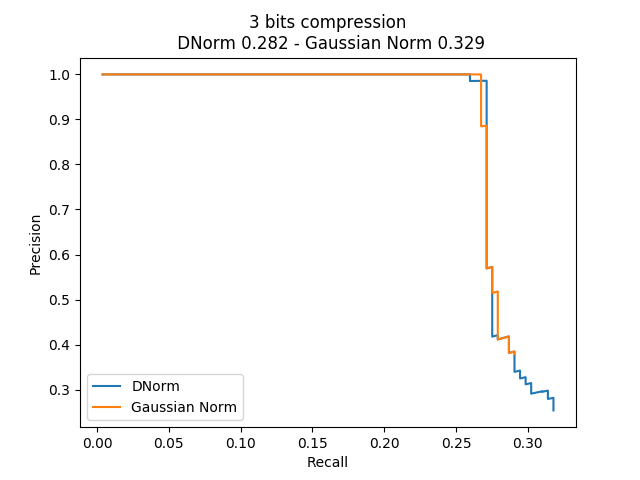 3 bits compression
DNorm 0.282 - Gaussian Norm 0.329
1.0
0.9
0.8
0.7
0.6
0.5
0.4
0.3
Precision
DNorm
Gaussian Norm
0.00 0.05 0.10 0.15 0.20 0.25 0.30
Recall